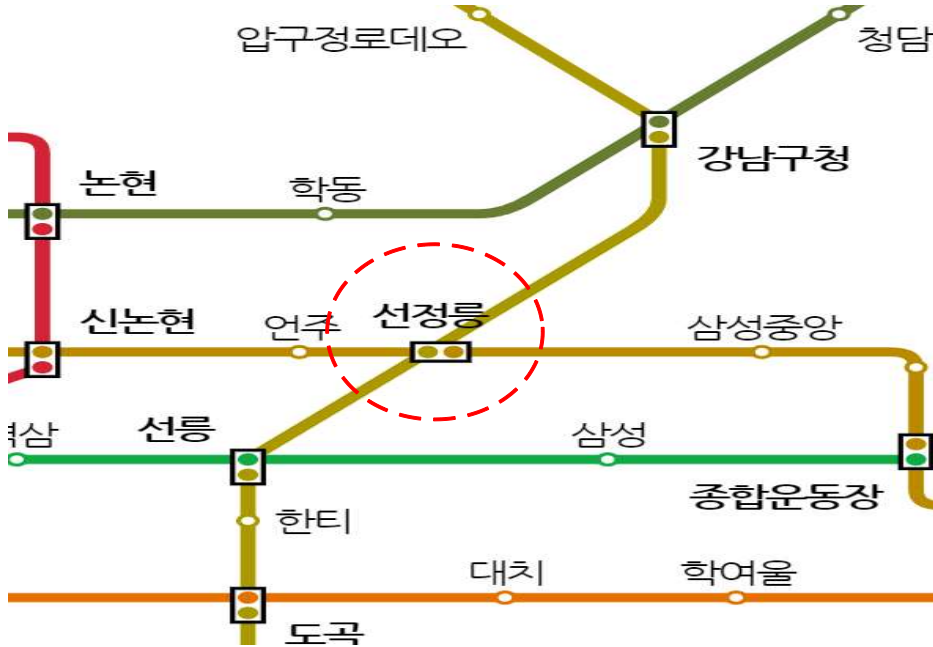 압구정로데오
청담
강남구청
논현
학동
신논현
언주
선정릉
삼성중앙
선릉
삼성
종합운동장
한티
대치
학여울
도곡